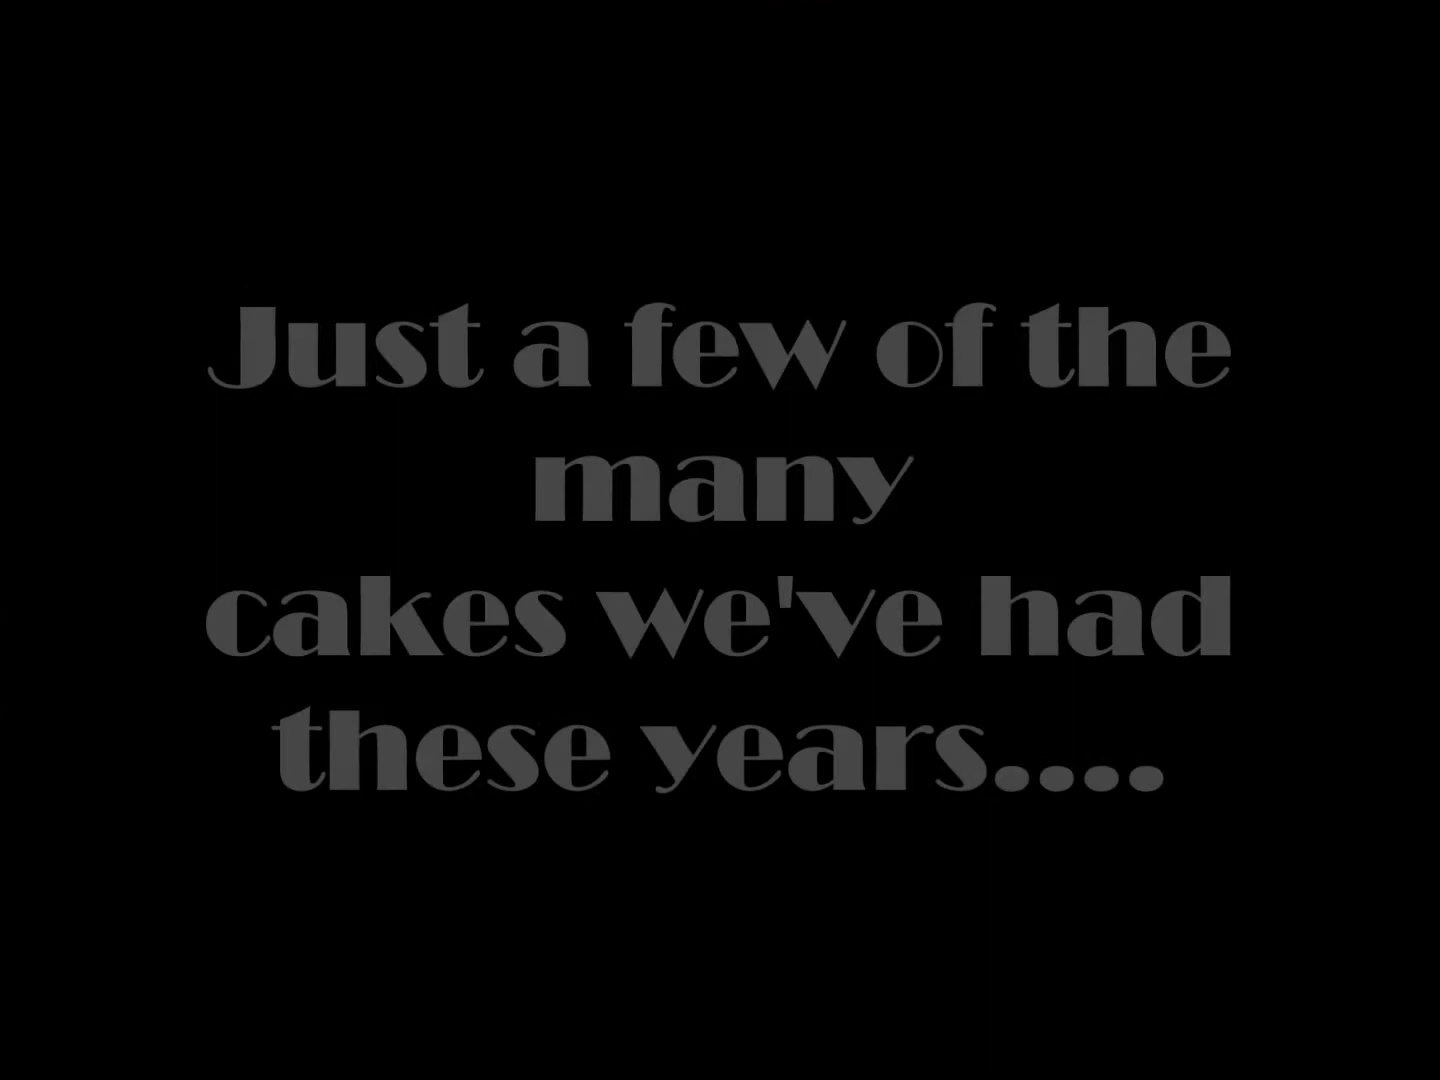 Just a few of the
many
cakes we've had
these years....